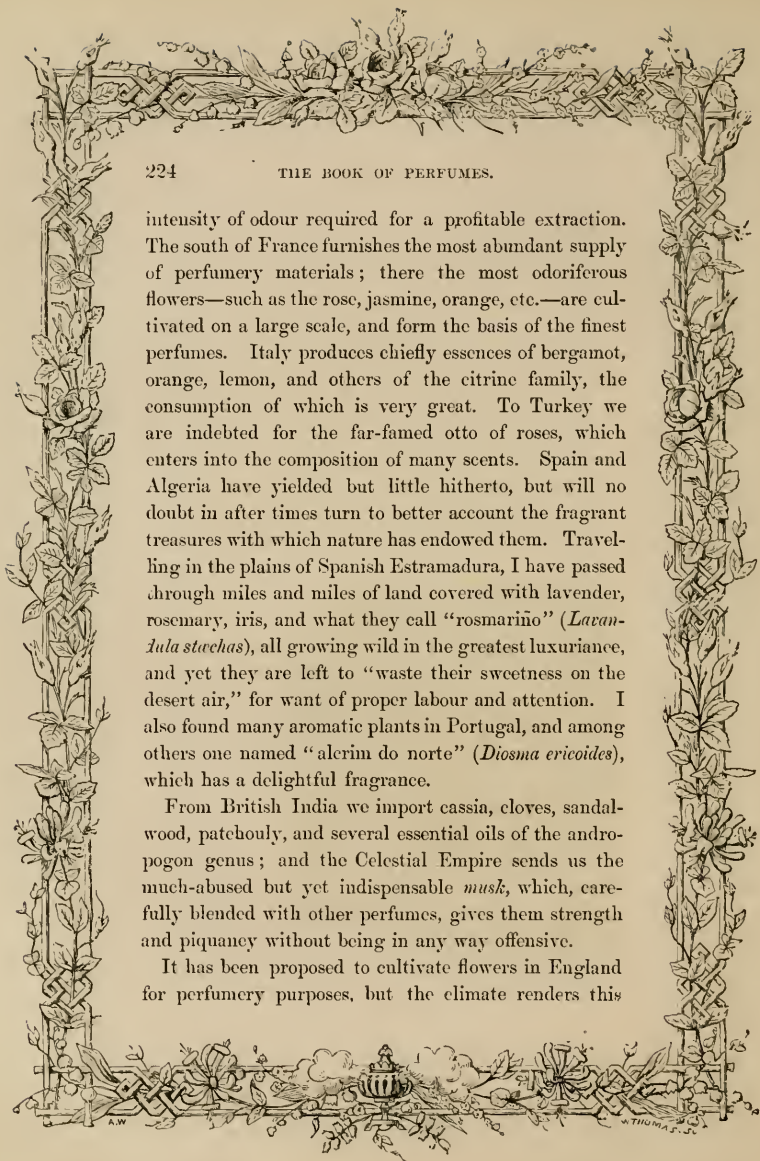 224 THE BOOK OF PERFUMES.
intensity of odour required for a profitable extraction.
The south of France furnishes the most abundant supply
of perfumery materials; there the most odoriferous
flowers—such as the rose, jasmine, orange, etc.—are cul-
tivated on a large scale, and form the basis of the finest
perfumes. Italy produces chiefly essences of bergamot,
orange, lemon, and others of the citrine family, the
consumption of which is very great. To Turkey we
are indebted for the far-famed otto of roses, which
enters into the composition of many scents. Spain and
Algeria have yielded but little hitherto, but will no
doubt in after times turn to better account the fragrant
treasures with which nature has endowed them. Travel-
ling in the plains of Spanish Estramadura, I have passed
through miles and miles of land covered with lavender,
rosemary, iris, and what they call “rosmariño” (Lavan-
dula stœchas), all growing wild in the greatest luxuriance,
and yet they are left to “waste their sweetness on the
desert air,” for want of proper labour and attention. I
also found many aromatic plants in Portugal, and among
others one named “alcrim do norte” (Diosma ericoides),
which has a delightful fragrance.
From British India we import cassia, cloves, sandal-
wood, patchouly, and several essential oils of the andro-
pogon genus; and the Celestial Empire sends us the
much-abused but yet indispensable musk, which, care-
fully blended with other perfumes, gives them strength
and piquancy without being in any way offensive.
It has been proposed to cultivate flowers in England
for perfumery purposes, but the climate renders this
A.W
W THOMAS. Sc